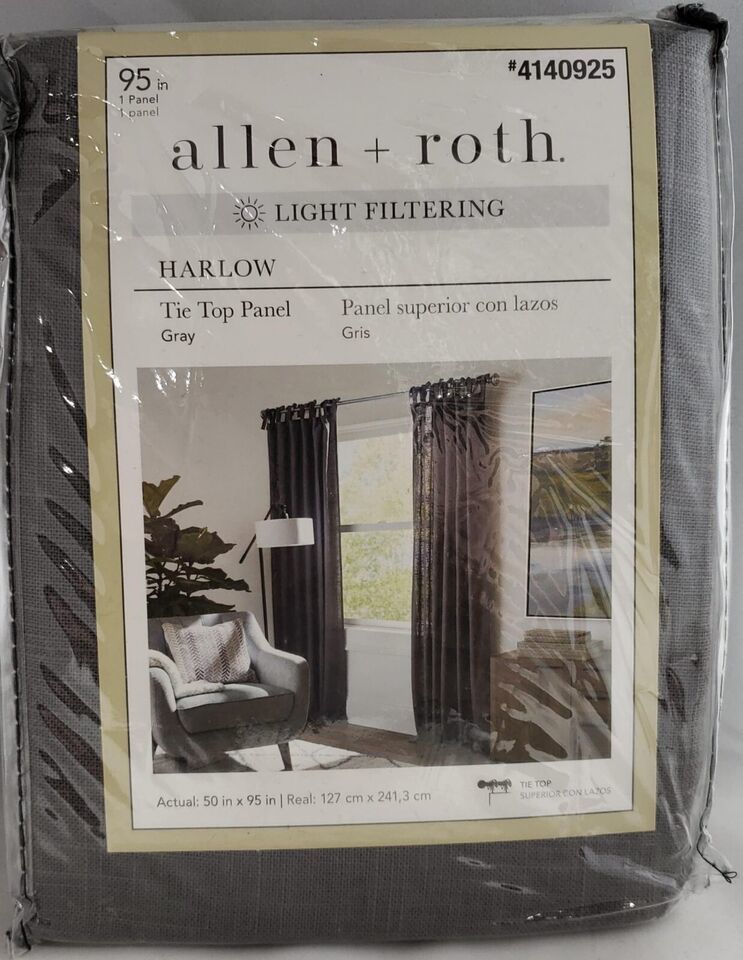 95 in
1 Panel
1 panel
#4140925
allen + roth.
LIGHT FILTERING
HARLOW
Tie Top Panel
Gray
Panel superior con lazos
Gris
Actual: 50 in x 95 in | Real: 127 cm x 241,3 cm
TIE TOP
SUPERIOR CON LAZOS